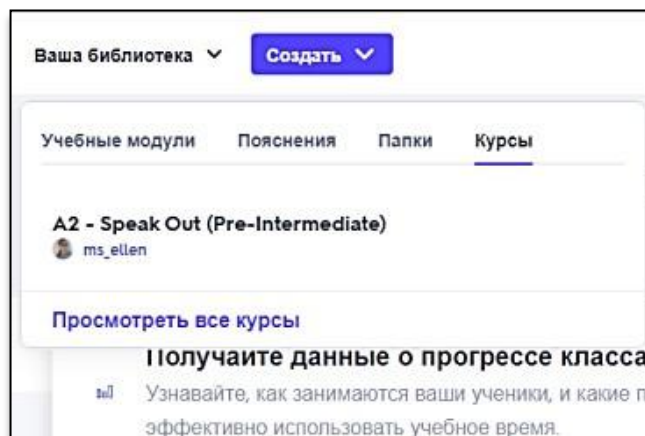 Ваша библиотека
Создать
Учебные модули Пояснения Папки Курсы
A2 - Speak Out (Pre-Intermediate)
ms_ellen
Просмотреть все курсы
Получайте данные о прогрессе класса
Узнавайте, как занимаются ваши ученики, и какие
эффективно использовать учебное время.